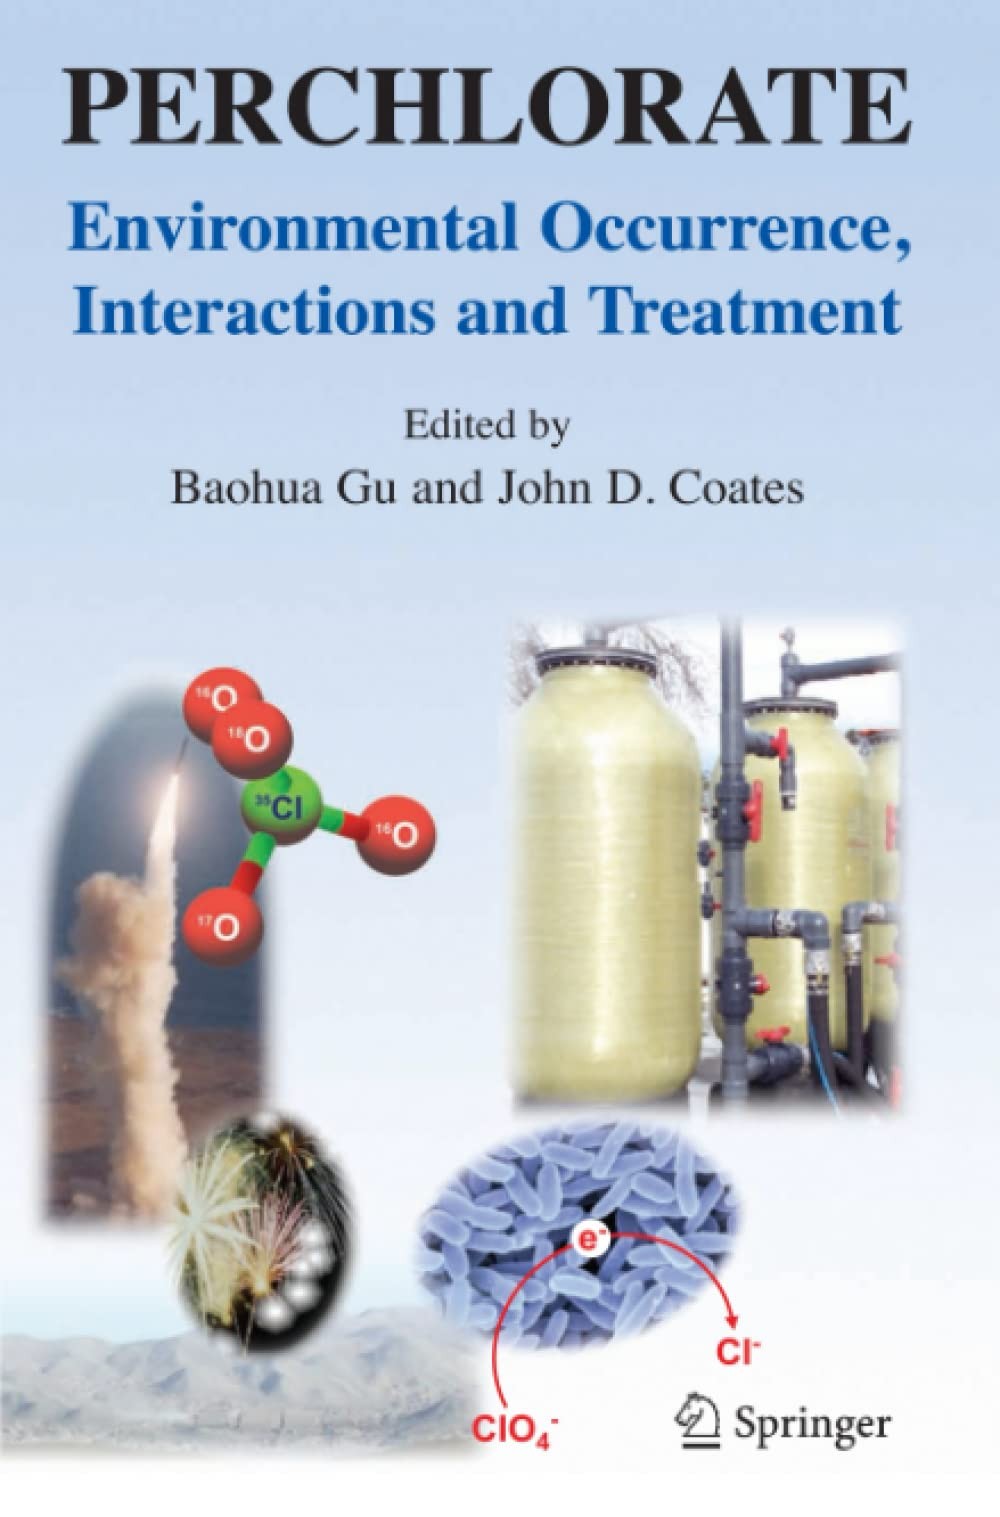 PERCHLORATE
Environmental Occurrence,
Interactions and Treatment
Edited by
Baohua Gu and John D. Coates
¹⁶O
¹⁸O
³⁵Cl
¹⁶O
¹⁷O
e⁻
Cl⁻
ClO₄⁻
Springer